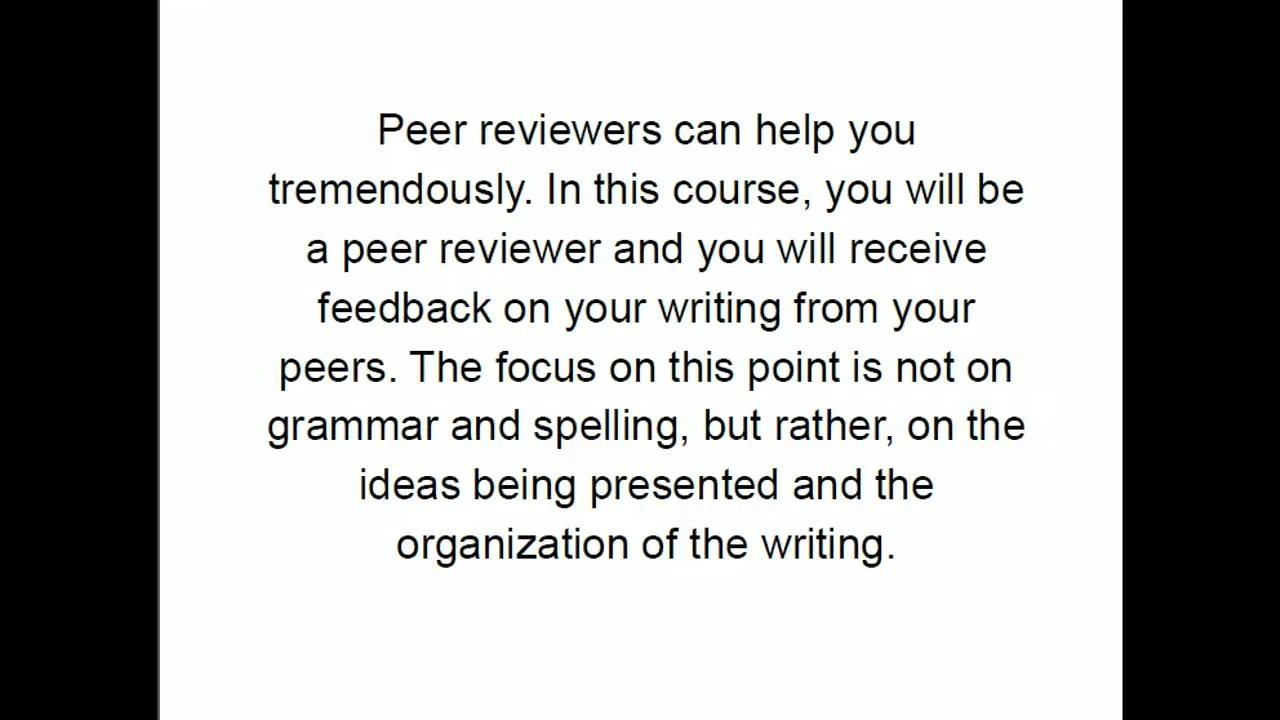 Peer reviewers can help you
tremendously. In this course, you will be
a peer reviewer and you will receive
feedback on your writing from your
peers. The focus on this point is not on
grammar and spelling, but rather, on the
ideas being presented and the
organization of the writing.